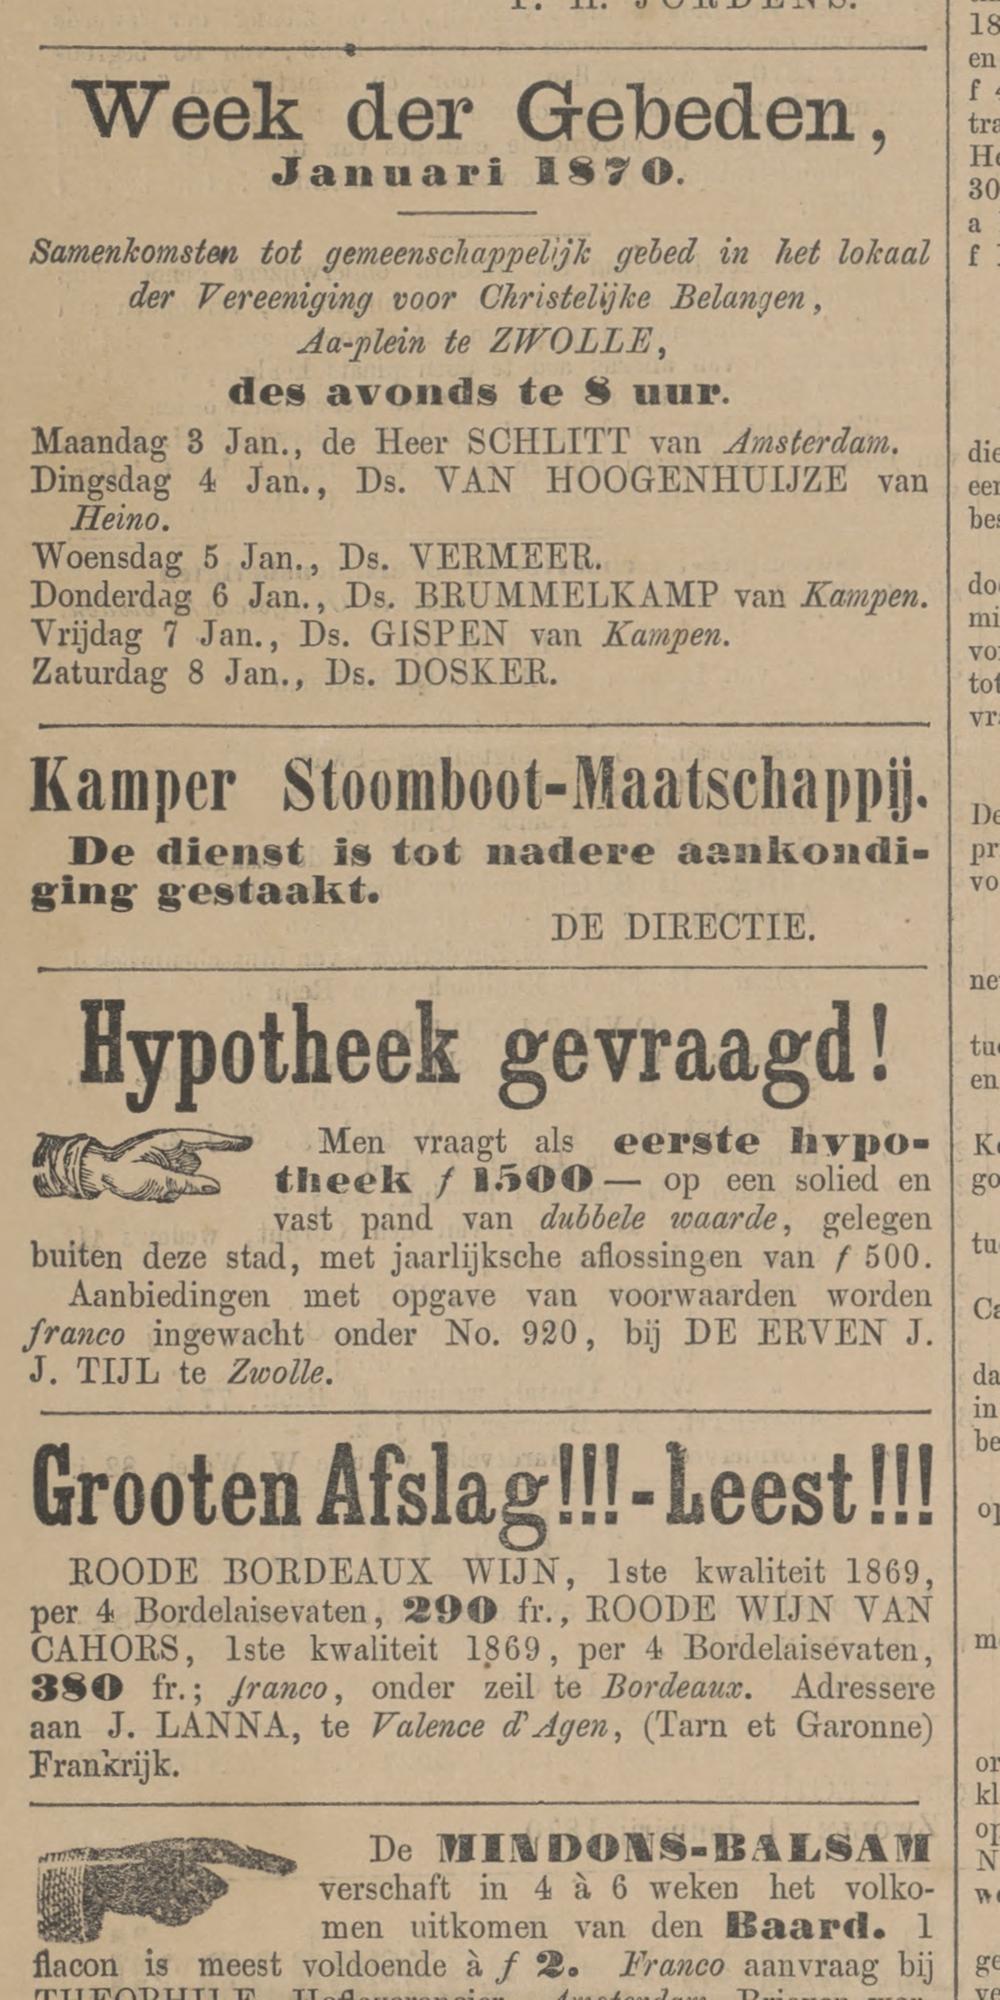 Week der Gebeden,
Januari 1870.
Samenkomsten tot gemeenschappelijk gebed in het lokaal
der Vereeniging voor Christelijke Belangen,
Aa-plein te ZWOLLE,
des avonds te 8 uur.
Maandag 3 Jan., de Heer SCHLITT van Amsterdam.
Dingsdag 4 Jan., Ds. VAN HOOGENHUIJZE van
Heino.
Woensdag 5 Jan., Ds. VERMEER.
Donderdag 6 Jan., Ds. BRUMMELKAMP van Kampen.
Vrijdag 7 Jan., Ds. GISPEN van Kampen.
Zaturdag 8 Jan., Ds. DOSKER.
Kamper Stoomboot-Maatschappij.
De dienst is tot nadere aankondi-
ging gestaakt.
DE DIRECTIE.
Hypotheek gevraagd!
Men vraagt als eerste hypo-
theek f 1500 — op een solied en
vast pand van dubbele waarde, gelegen
buiten deze stad, met jaarlijksche aflossingen van f 500.
Aanbiedingen met opgave van voorwaarden worden
franco ingewacht onder No. 920, bij DE ERVEN J.
J. TIJL te Zwolle.
Grooten Afslag!!!-Leest!!!
ROODE BORDEAUX WIJN, 1ste kwaliteit 1869,
per 4 Bordelaisevaten, 290 fr., ROODE WIJN VAN
CAHORS, 1ste kwaliteit 1869, per 4 Bordelaisevaten,
380 fr.; franco, onder zeil te Bordeaux. Adressere
aan J. LANNA, te Valence d'Agen, (Tarn et Garonne)
Frankrijk.
De MINDONS-BALSAM
verschaft in 4 à 6 weken het volko-
men uitkomen van den Baard. 1
flacon is meest voldoende à f 2. Franco aanvraag bij